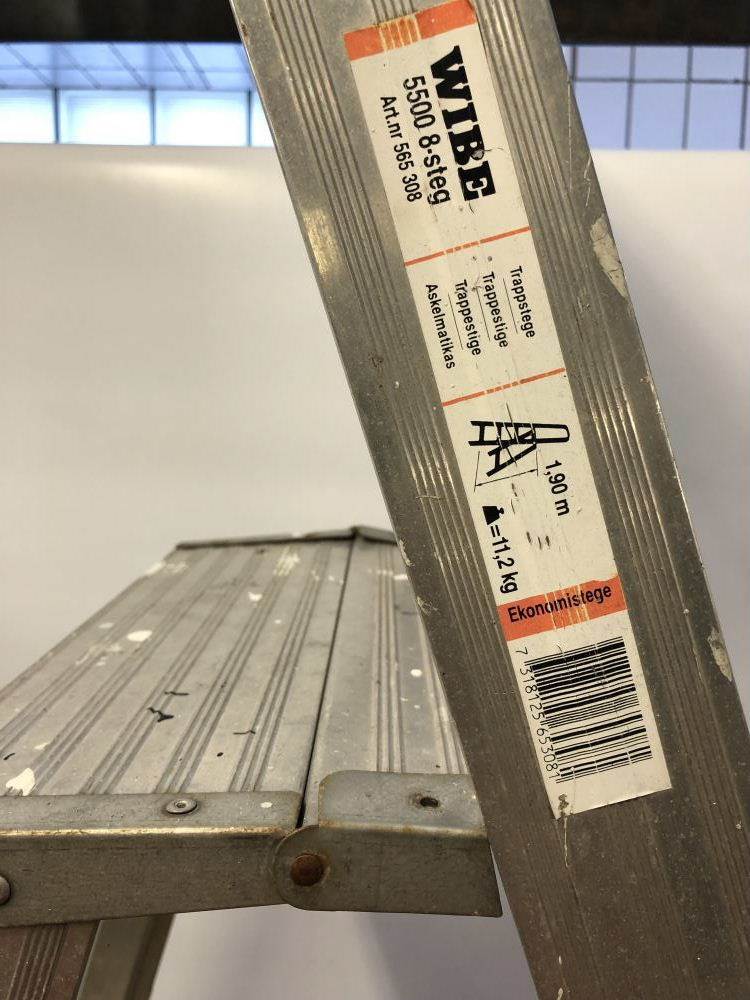 WIBE
5500 8-steg
Art.nr 565 308
Trappstege
Trappestige
Trappestige
Askelmatikas
1,90 m
=11,2 kg
Ekonomistege
7 318125 653081